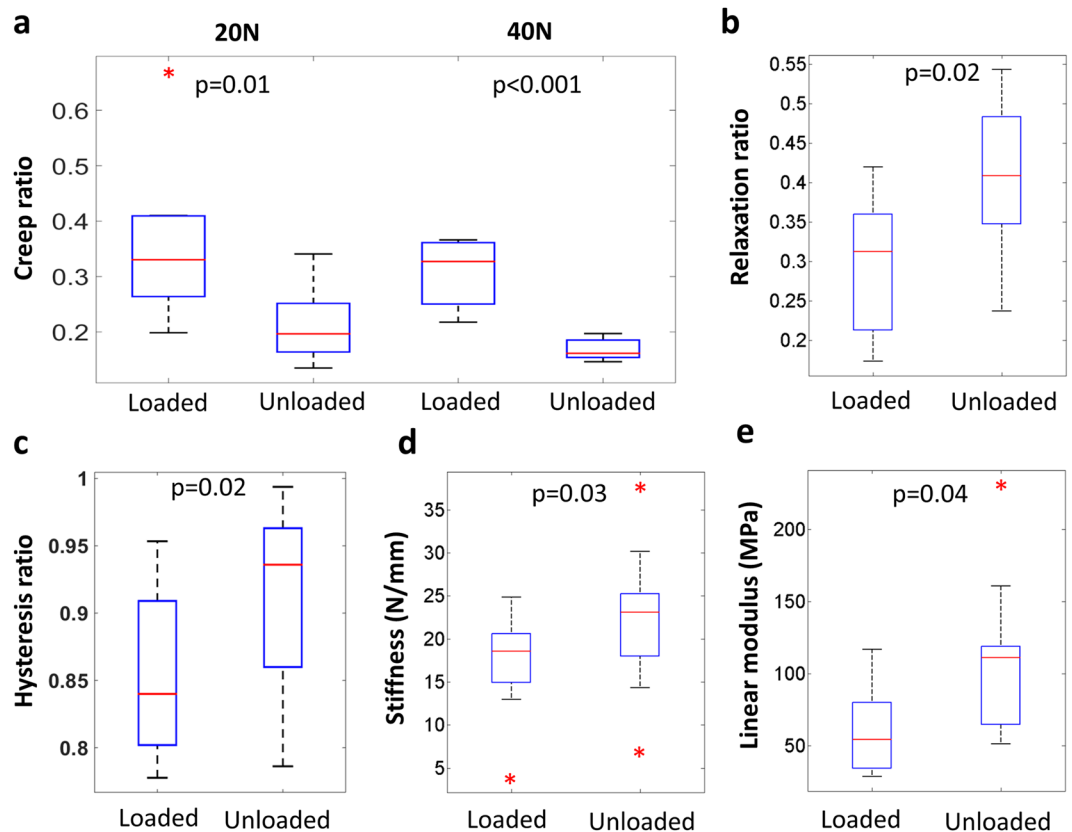 a
20N
40N
p=0.01
p<0.001
Creep ratio
0.6
0.5
0.4
0.3
0.2
Loaded
Unloaded
Loaded
Unloaded
b
p=0.02
Relaxation ratio
0.55
0.5
0.45
0.4
0.35
0.3
0.25
0.2
Loaded
Unloaded
c
p=0.02
Hysteresis ratio
1
0.95
0.9
0.85
0.8
Loaded
Unloaded
d
p=0.03
Stiffness (N/mm)
35
30
25
20
15
10
5
Loaded
Unloaded
e
p=0.04
Linear modulus (MPa)
200
150
100
50
Loaded
Unloaded